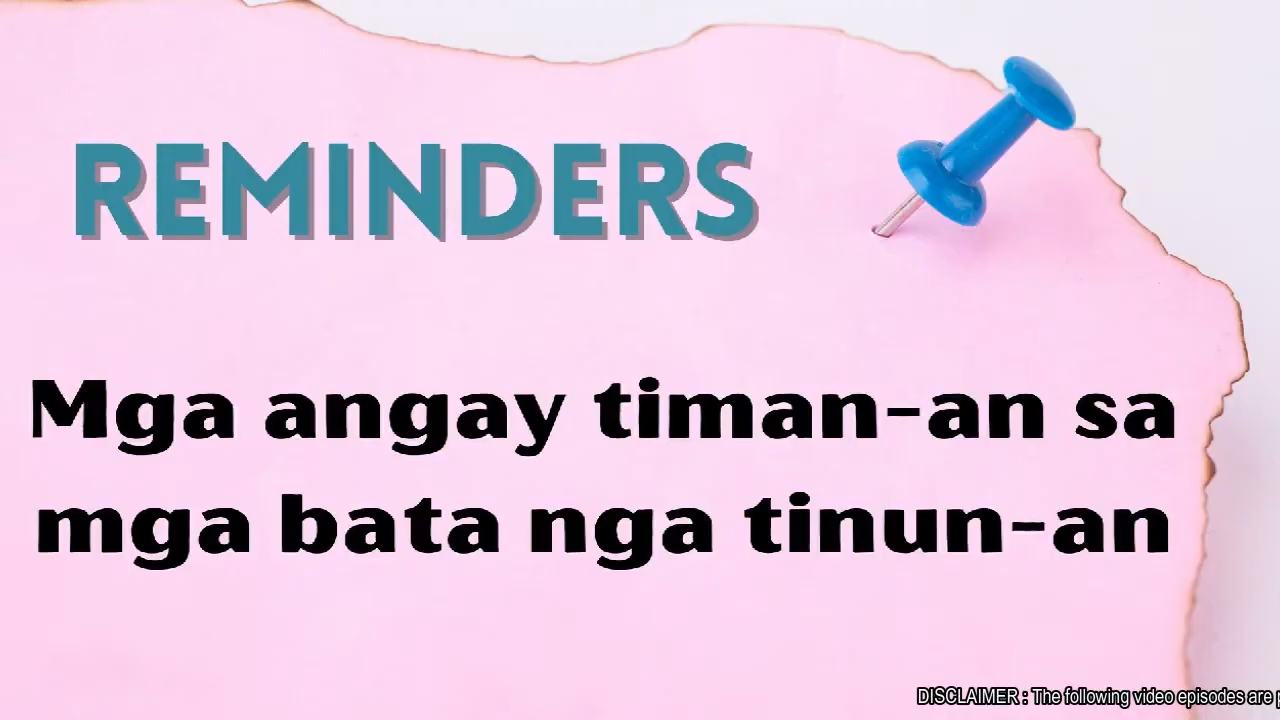 REMINDERS
Mga angay timan-an sa
mga bata nga tinun-an
DISCLAIMER : The following video episodes are